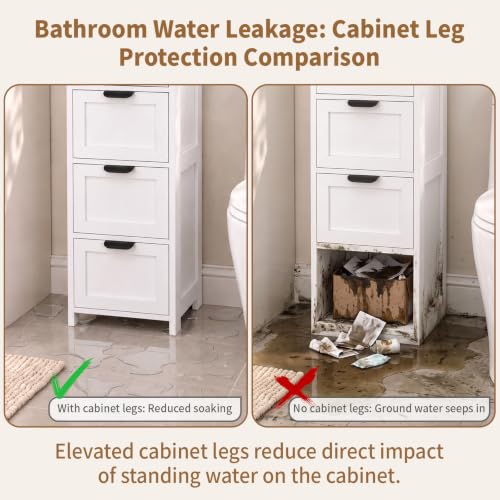 Bathroom Water Leakage: Cabinet Leg
Protection Comparison
With cabinet legs: Reduced soaking
No cabinet legs: Ground water seeps in
Elevated cabinet legs reduce direct impact
of standing water on the cabinet.